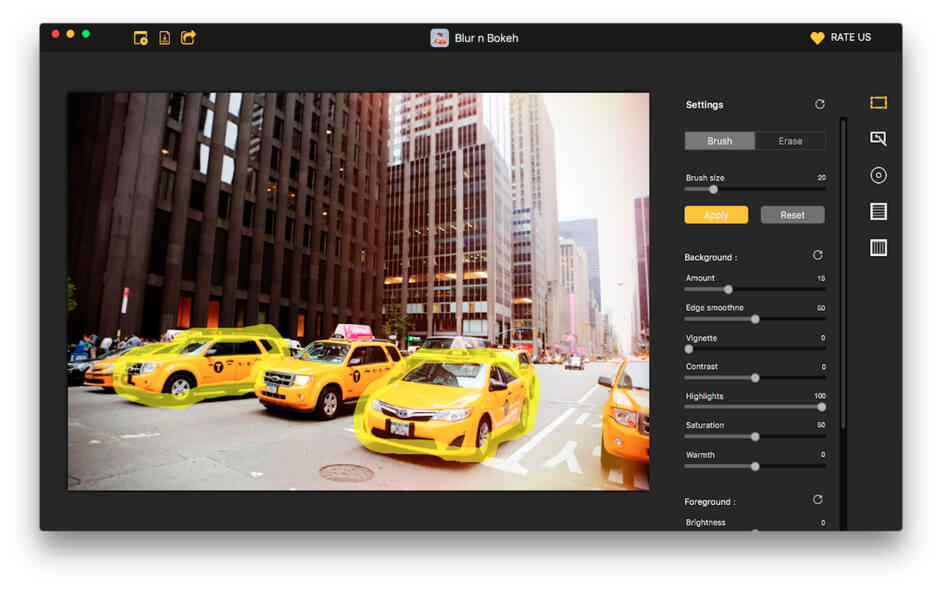 Blur n Bokeh
RATE US
Settings
Brush Erase
Brush size 20
Apply Reset
Background :
Amount 15
Edge smoothne 50
Vignette 0
Contrast 0
Highlights 100
Saturation 50
Warmth 0
Foreground :
Brightness 0
T
T